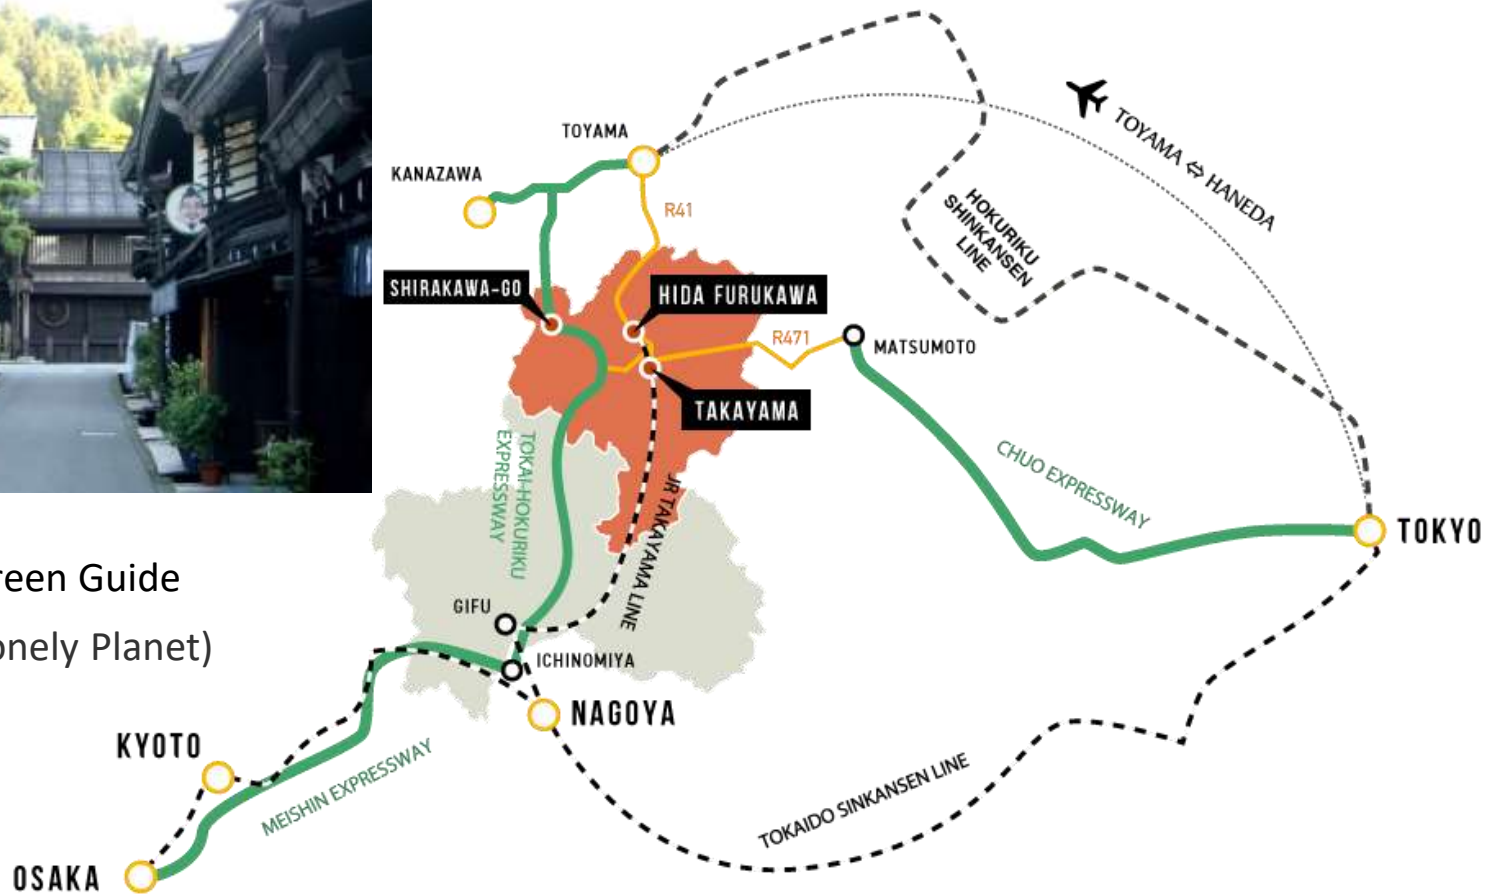 TOYAMA
KANAZAWA
R41
TOYAMA ⇔ HANEDA
HOKURIKU
SHINKANSEN
LINE
SHIRAKAWA-GO
HIDA FURUKAWA
R471
MATSUMOTO
TAKAYAMA
TOKAI-HOKURIKU
EXPRESSWAY
JR TAKAYAMA LINE
CHUO EXPRESSWAY
TOKYO
reen Guide
onely Planet)
GIFU
ICHINOMIYA
NAGOYA
KYOTO
MEISHIN EXPRESSWAY
TOKAIDO SINKANSEN LINE
OSAKA